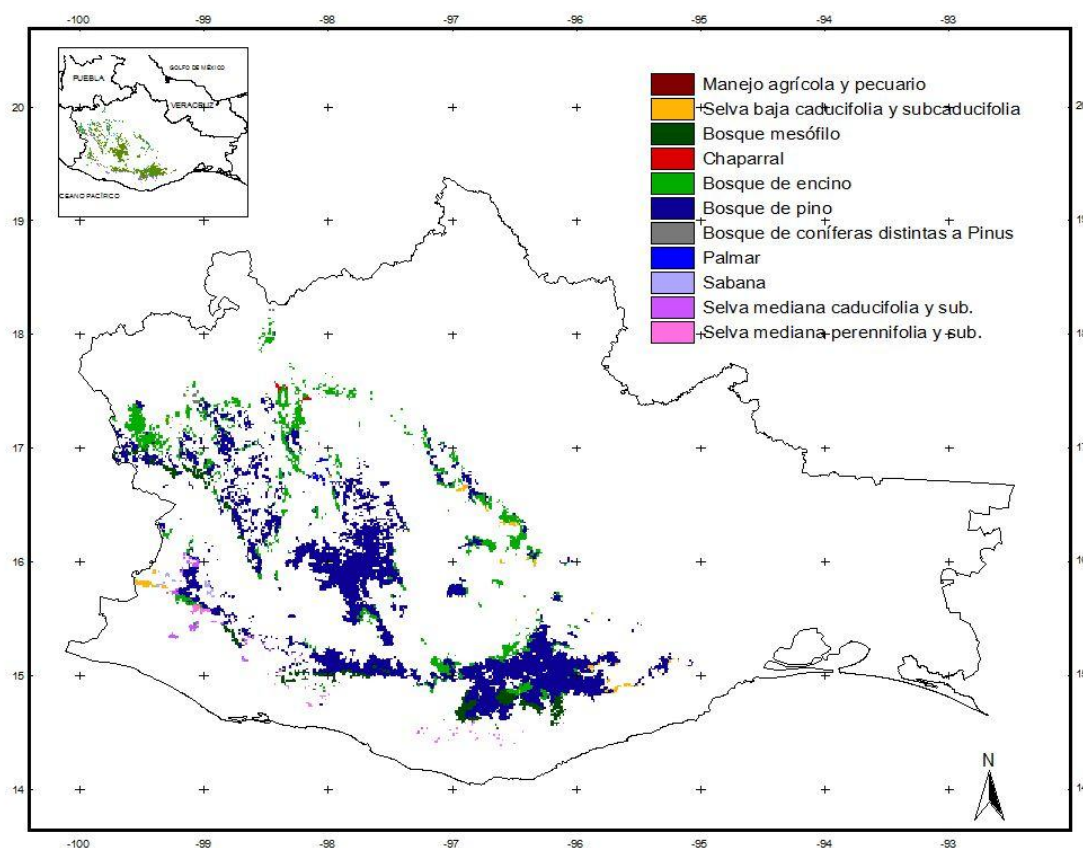 -100 -99 -98 -97 -96 -95 -94 -93
GOLFO DE MÉXICO
PUEBLA
VERACRUZ
Manejo agrícola y pecuario
20
Selva baja caducifolia y subcaducifolia
Bosque mesófilo
Chaparral
Bosque de encino
Bosque de pino
19
Bosque de coníferas distintas a Pinus
Palmar
Sabana
Selva mediana caducifolia y sub.
18
Selva mediana perennifolia y sub.
17
16
15
N
14
-100 -99 -98 -97 -96 -95 -94 -93